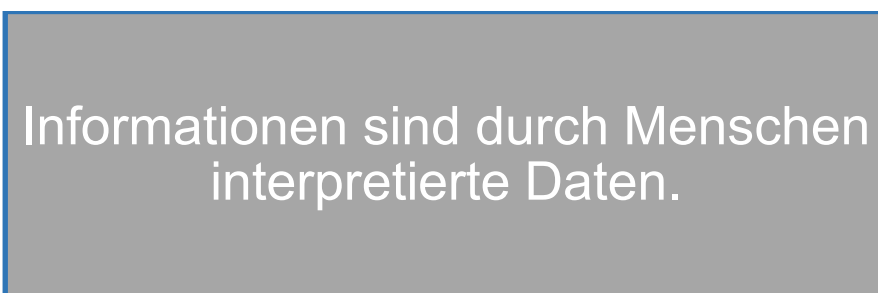 Informationen sind durch Menschen
interpretierte Daten.